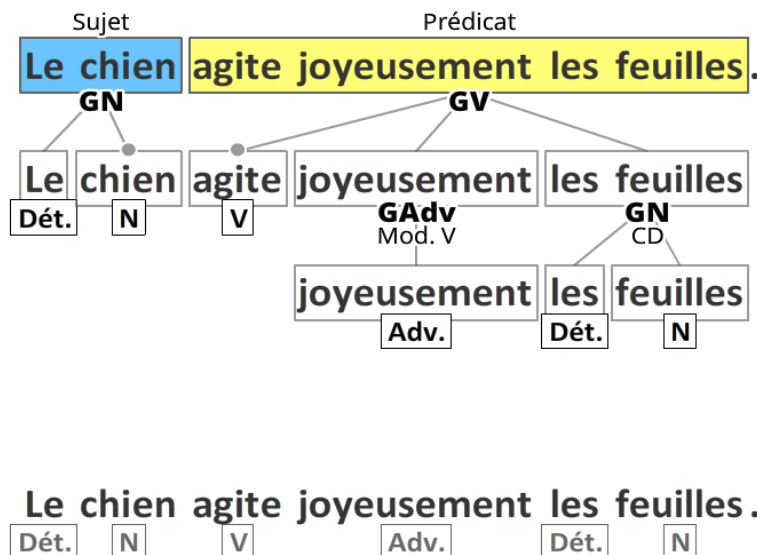 Sujet Prédicat
Le chien agite joyeusement les feuilles.
GN GV
Le chien agite joyeusement les feuilles
Dét. N V GAdv GN
Mod. V CD
joyeusement les feuilles
Adv. Dét. N
Le chien agite joyeusement les feuilles.
Dét. N V Adv. Dét. N